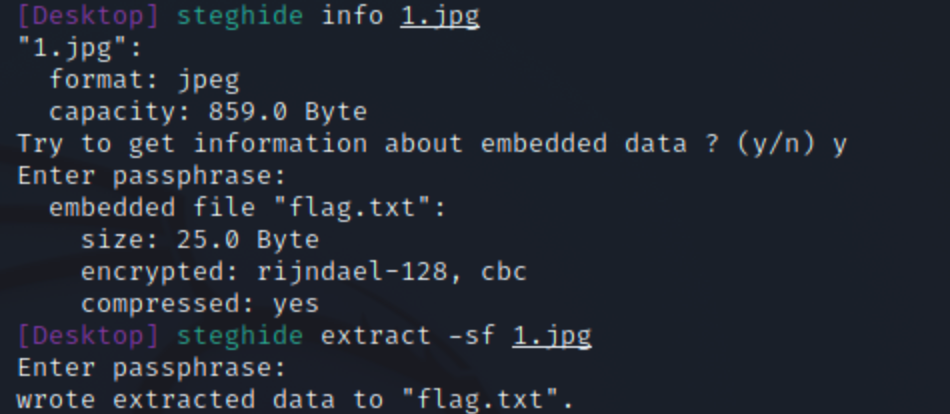 [Desktop] steghide info 1.jpg
"1.jpg":
  format: jpeg
  capacity: 859.0 Byte
Try to get information about embedded data ? (y/n) y
Enter passphrase:
  embedded file "flag.txt":
    size: 25.0 Byte
    encrypted: rijndael-128, cbc
    compressed: yes
[Desktop] steghide extract -sf 1.jpg
Enter passphrase:
wrote extracted data to "flag.txt".